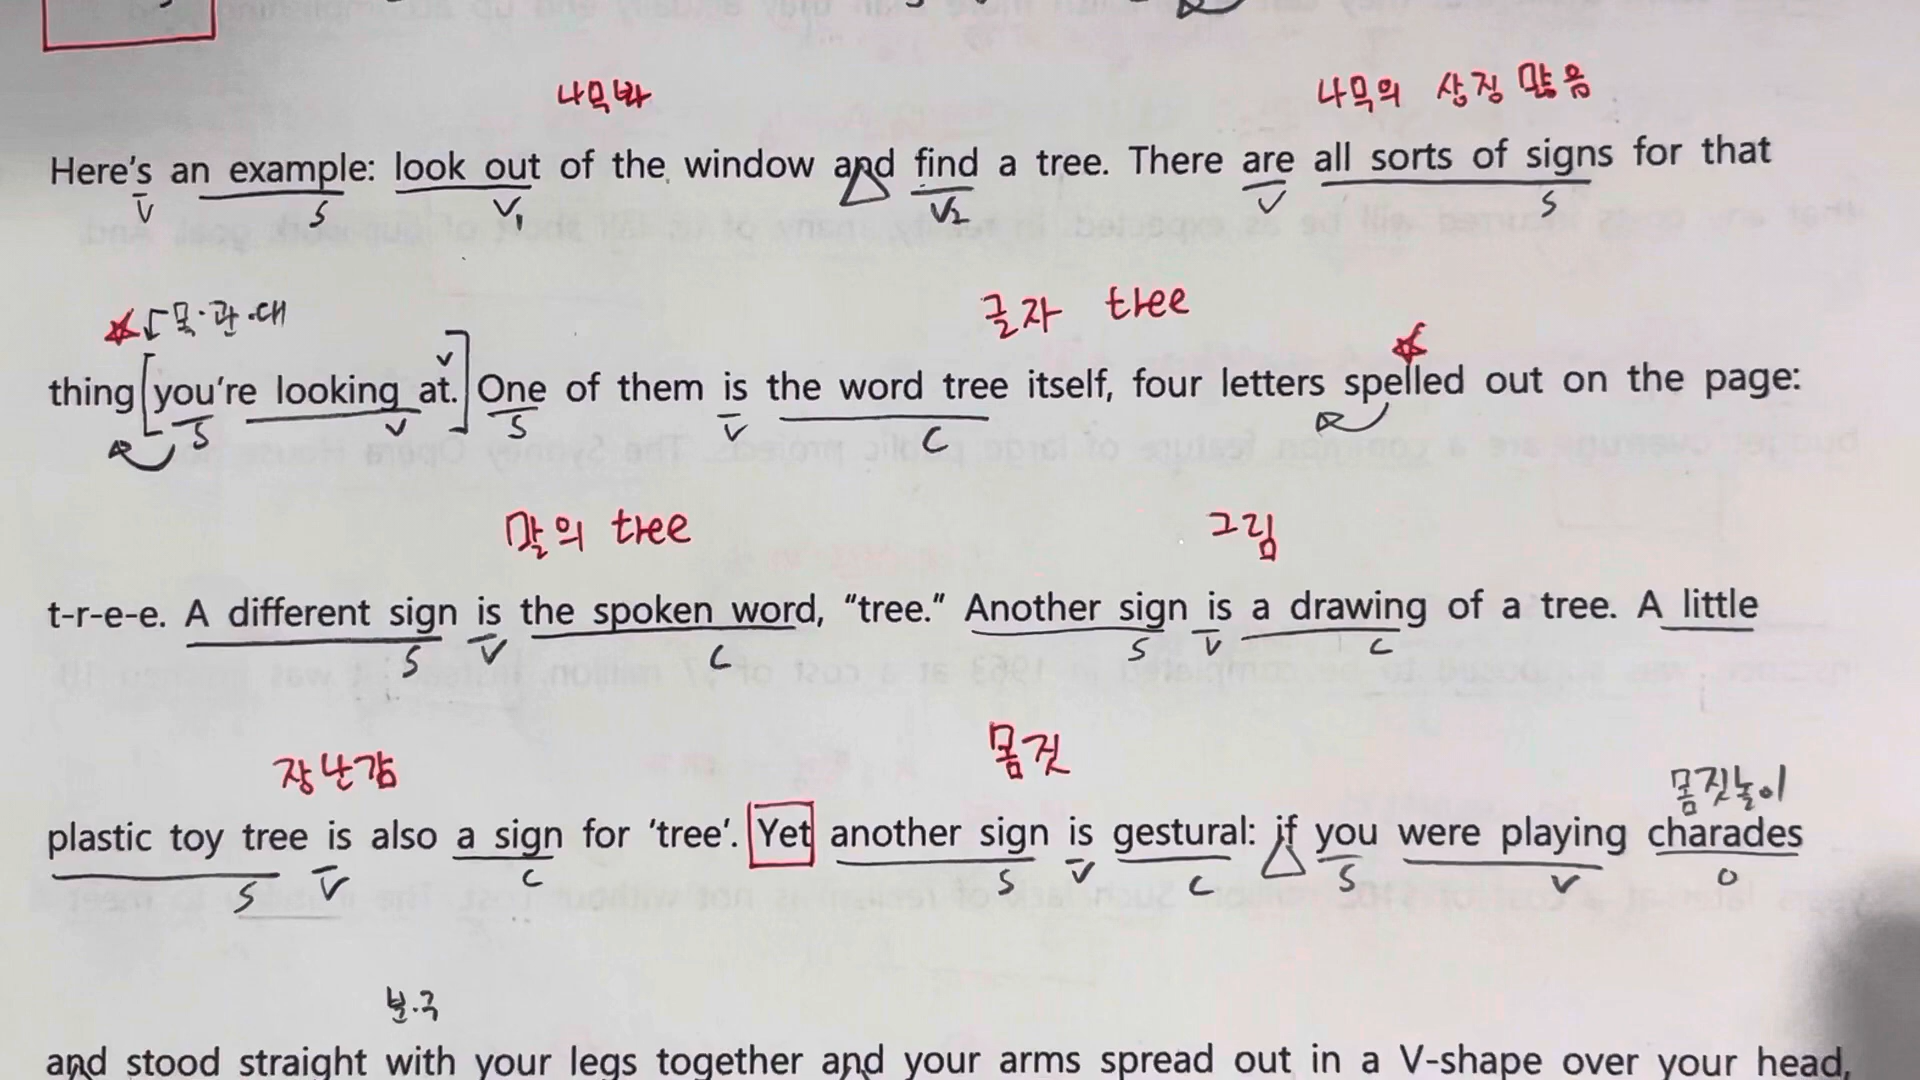 나무봐
나무의 상징 많음
Here's an example: look out of the window and find a tree. There are all sorts of signs for that
V S V₁ V₂ V S
목·관·대
글자 tree
thing [you're looking at.] One of them is the word tree itself, four letters spelled out on the page:
V
S V S V C
말의 tree
그림
t-r-e-e. A different sign is the spoken word, “tree.” Another sign is a drawing of a tree. A little
S V C S V C
장난감
몸짓
몸짓놀이
plastic toy tree is also a sign for ‘tree’. Yet another sign is gestural: if you were playing charades
S V C S V C S V O
분·구
and stood straight with your legs together and your arms spread out in a V-shape over your head,